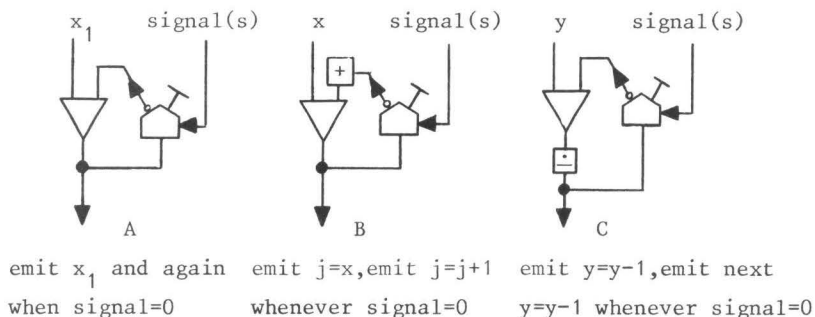 x1 signal(s) x signal(s) y signal(s)
+
∸
A B C
emit x1 and again emit j=x,emit j=j+1 emit y=y-1,emit next
when signal=0 whenever signal=0 y=y-1 whenever signal=0